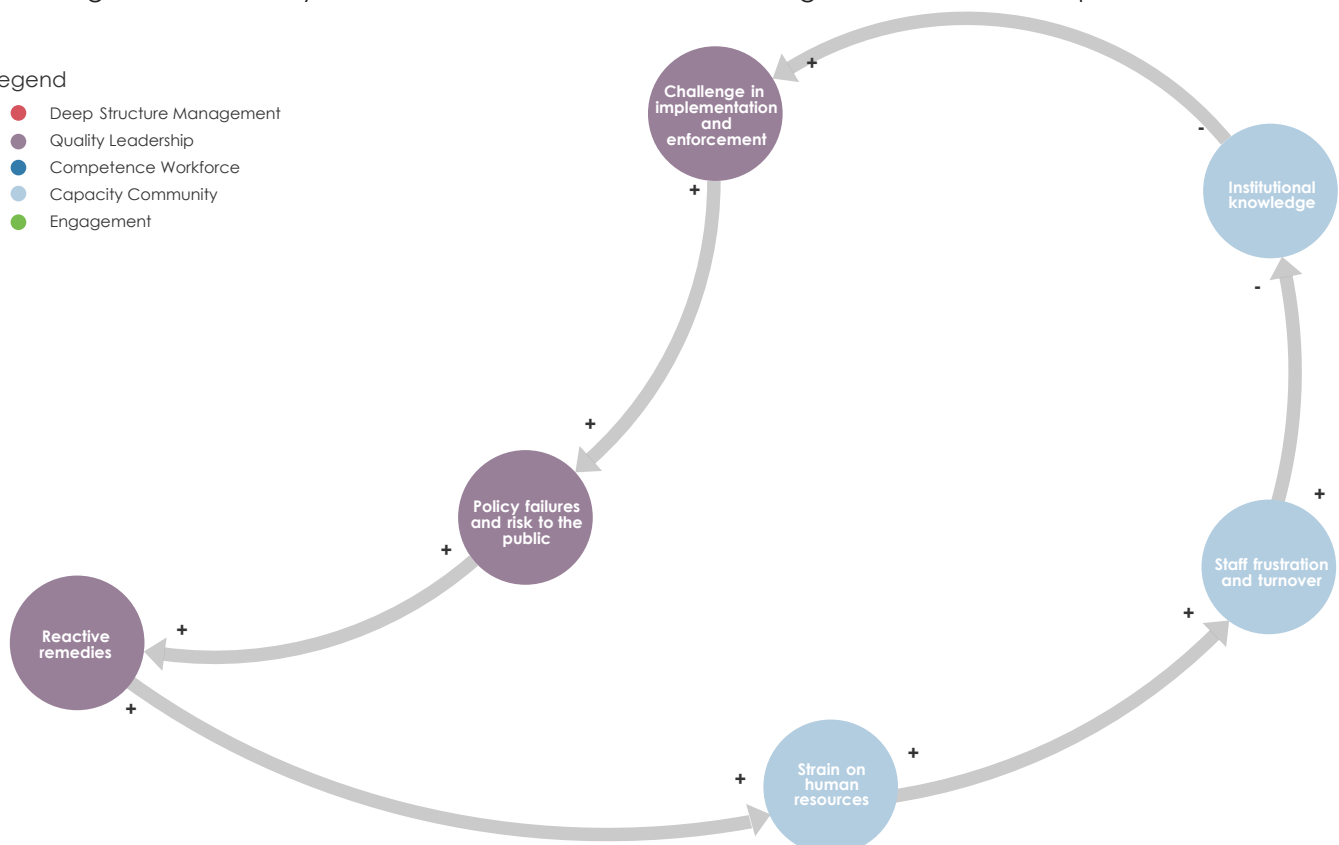 egend
Deep Structure Management
Quality Leadership
Competence Workforce
Capacity Community
Engagement
Challenge in
implementation
and
enforcement
+
-
+
Institutional
knowledge
-
+
+
Policy failures
and risk to the
public
+
Staff frustration
and turnover
+
+
Reactive
remedies
+
+
+
Strain on
human
resources